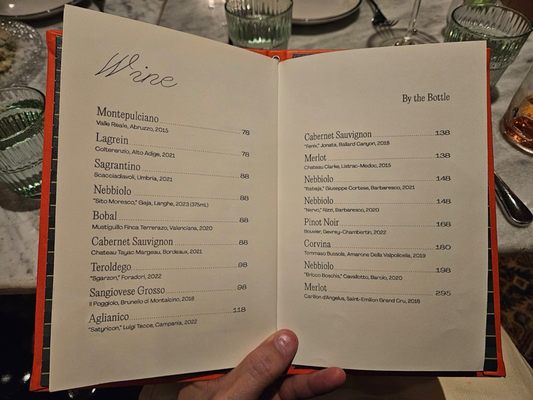 Wine
Montepulciano 78
Valle Reale, Abruzzo, 2015
Lagrein 78
Colterenzio, Alto Adige, 2021
Sagrantino 88
Scacciadiavoli, Umbria, 2021
Nebbiolo 88
"Sito Moresco," Gaja, Langhe, 2023 (375mL)
Bobal 88
Mustiguillo Finca Terrerazo, Valenciana, 2020
Cabernet Sauvignon 88
Chateau Tayac Margeau, Bordeaux, 2021
Teroldego 98
"Sgarzon," Foradori, 2022
Sangiovese Grosso 98
Il Poggiolo, Brunello di Montalcino, 2018
Aglianico 118
"Satyricon," Luigi Tecce, Campania, 2022
By the Bottle
Cabernet Sauvignon 138
Jonata, Ballard Canyon, 2018
Merlot 138
Chateau Clarke, Listrac-Médoc, 2015
Nebbiolo 148
"Rabaja," Giuseppe Cortese, Barbaresco, 2021
Nebbiolo 148
"Nervo," Rizzi, Barbaresco, 2020
Pinot Noir 168
Gevrey-Chambertin, 2022
Corvina 180
Tommaso Bussola, Amarone Della Valpolicella, 2019
Nebbiolo 198
"Bricco Boschis," Cavallotto, Barolo, 2020
Merlot 295
Carillon d'Angelus, Saint-Emilion Grand Cru, 2018